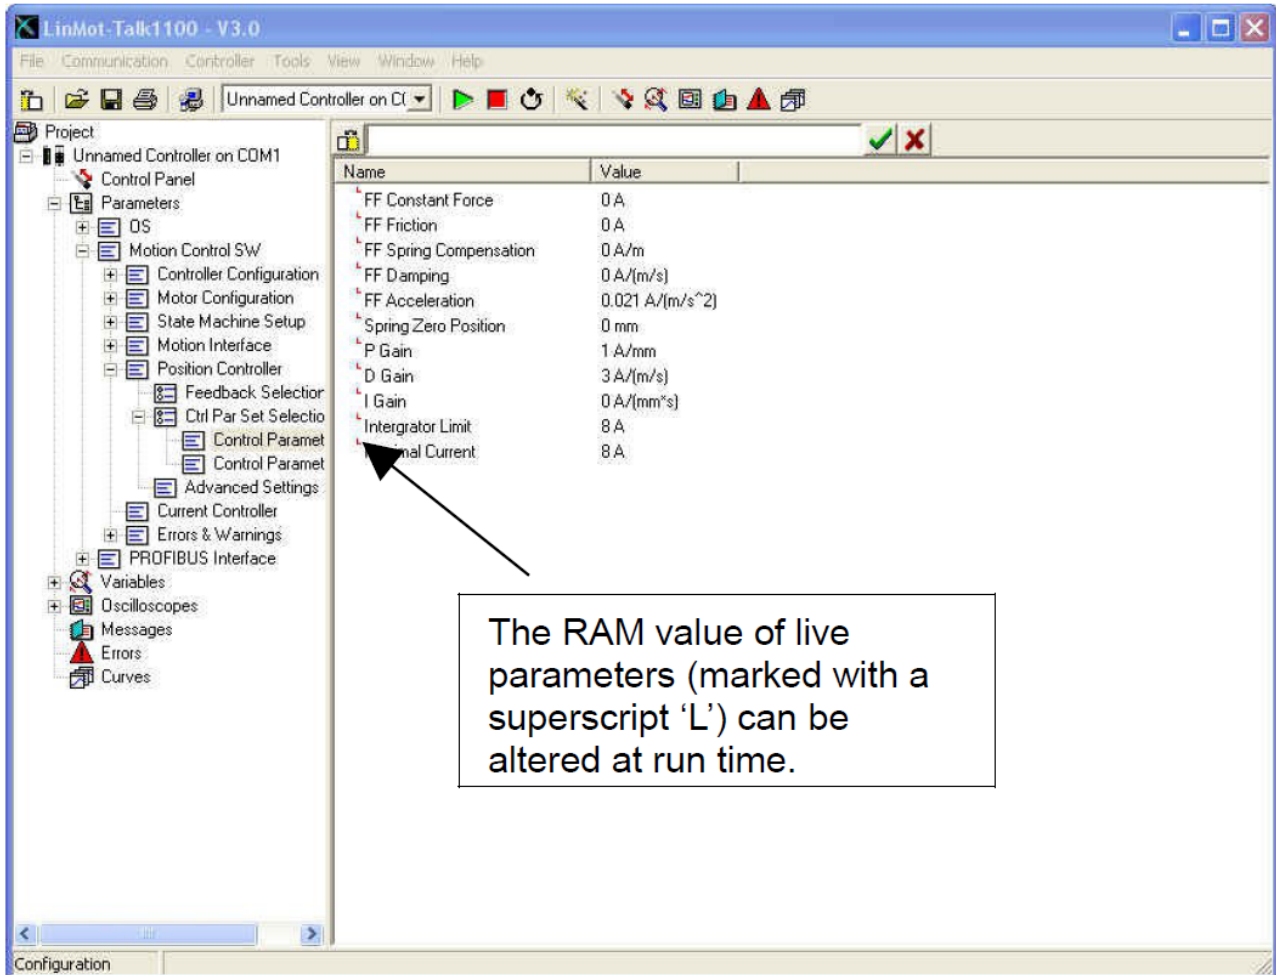 LinMot-Talk1100 - V3.0
File Communication Controller Tools View Window Help
Unnamed Controller on C(
Project
Unnamed Controller on COM1
Control Panel
Parameters
OS
Motion Control SW
Controller Configuration
Motor Configuration
State Machine Setup
Motion Interface
Position Controller
Feedback Selection
Ctrl Par Set Selectio
Control Paramet
Control Paramet
Advanced Settings
Current Controller
Errors & Warnings
PROFIBUS Interface
Variables
Oscilloscopes
Messages
Errors
Curves
Name Value
L FF Constant Force 0 A
L FF Friction 0 A
L FF Spring Compensation 0 A/m
L FF Damping 0 A/(m/s)
L FF Acceleration 0.021 A/(m/s^2)
L Spring Zero Position 0 mm
L P Gain 1 A/mm
L D Gain 3 A/(m/s)
L I Gain 0 A/(mm*s)
L Intergrator Limit 8 A
L Current 8 A
The RAM value of live
parameters (marked with a
superscript ‘L’) can be
altered at run time.
Configuration